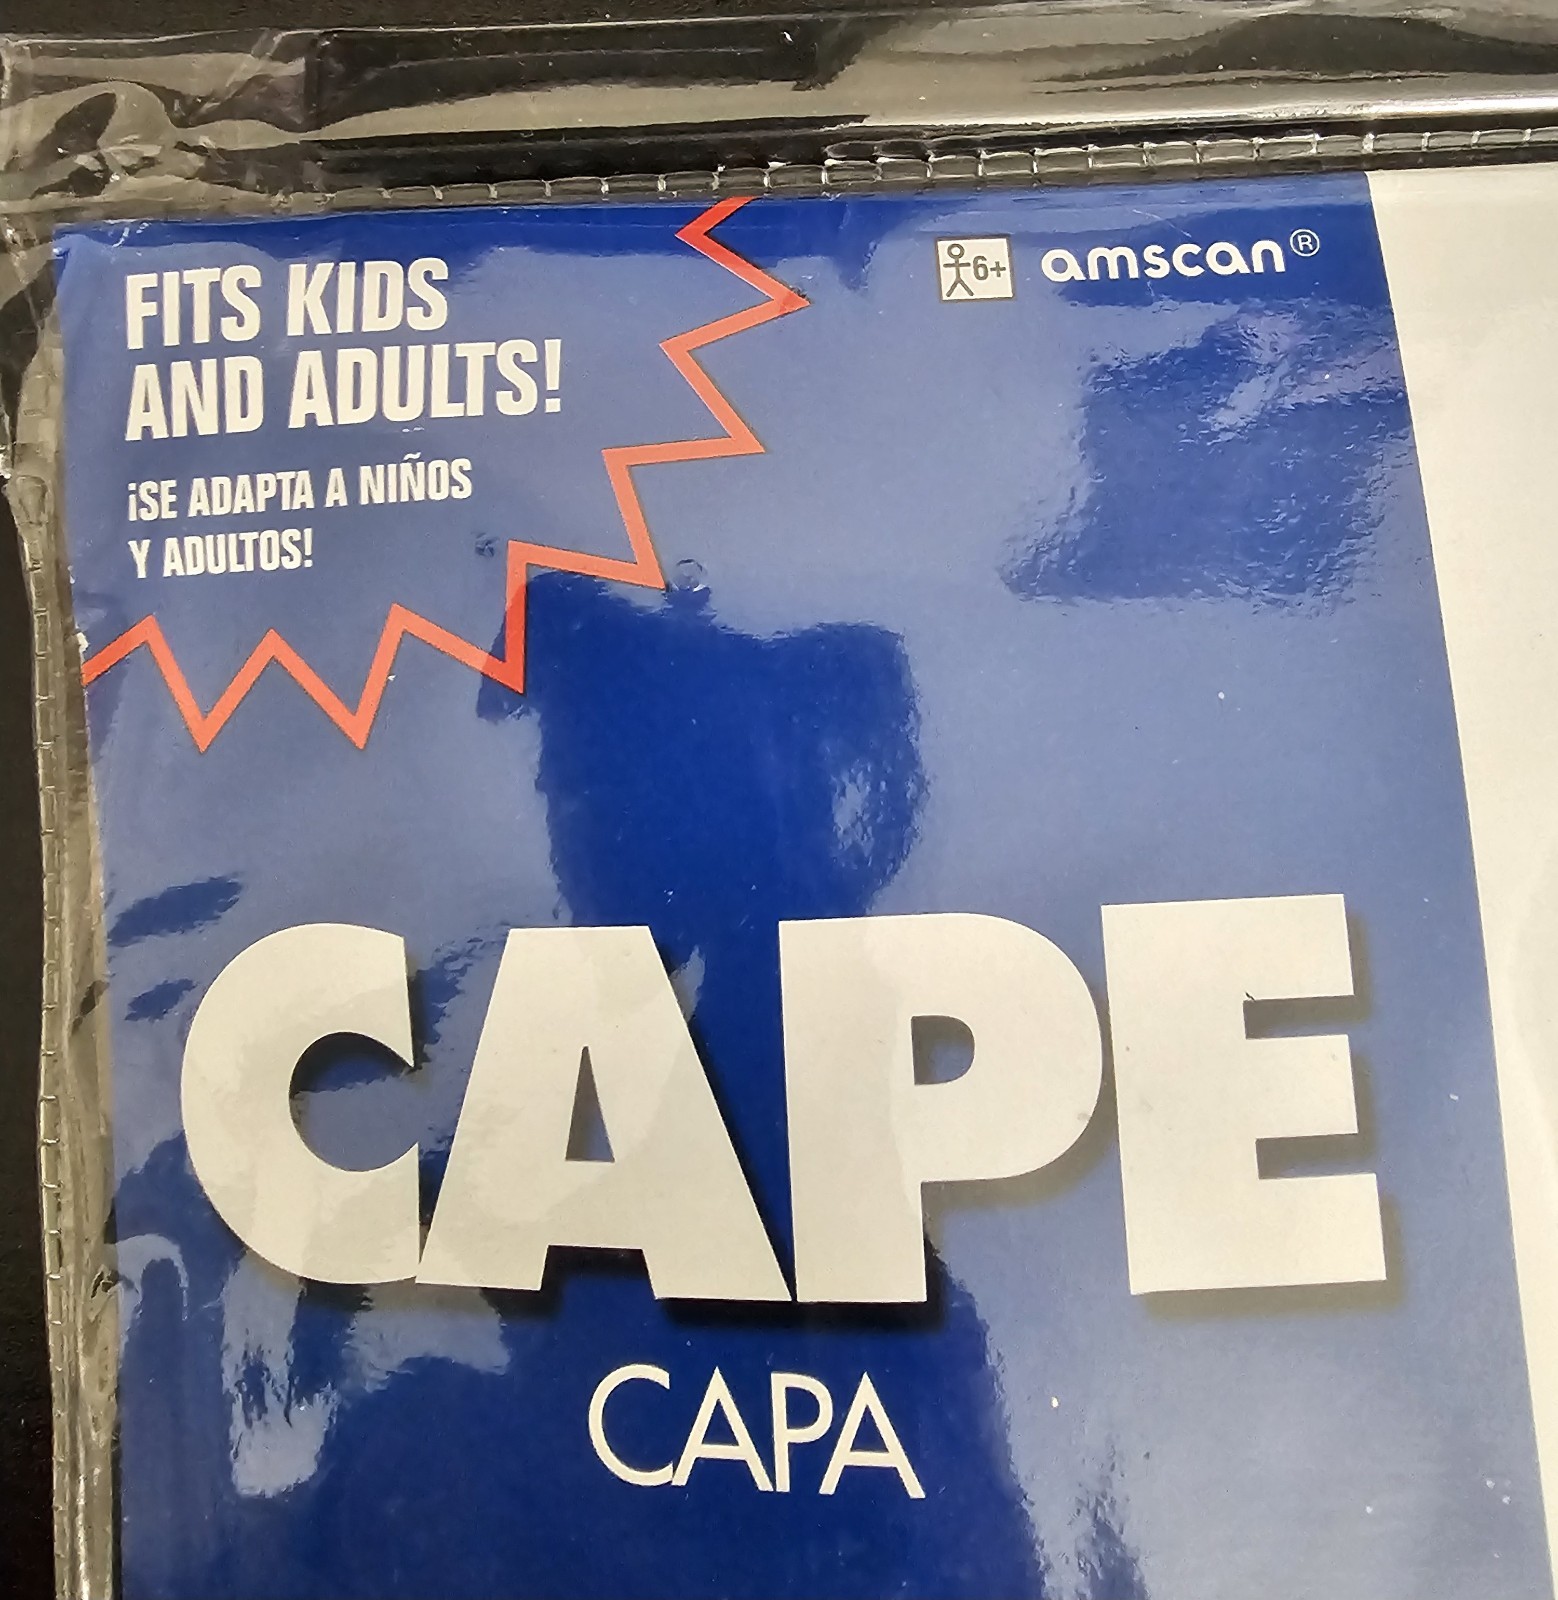 FITS KIDS
AND ADULTS!
¡SE ADAPTA A NIÑOS
Y ADULTOS!
6+ amscan®
CAPE
CAPA